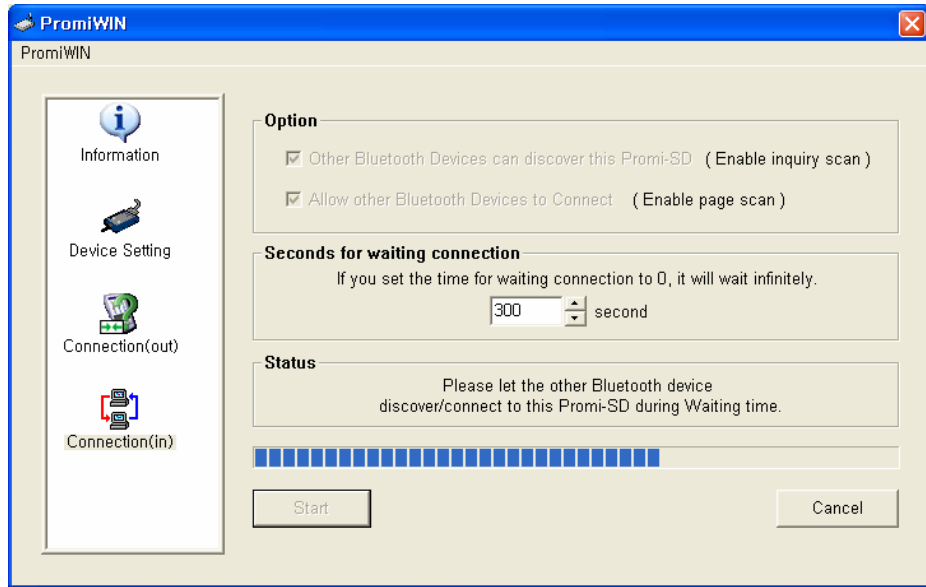 PromiWIN
PromiWIN
Information
Device Setting
Connection(out)
Connection(in)
Option
Other Bluetooth Devices can discover this Promi-SD ( Enable inquiry scan )
Allow other Bluetooth Devices to Connect ( Enable page scan )
Seconds for waiting connection
If you set the time for waiting connection to 0, it will wait infinitely.
300 second
Status
Please let the other Bluetooth device
discover/connect to this Promi-SD during Waiting time.
Start Cancel